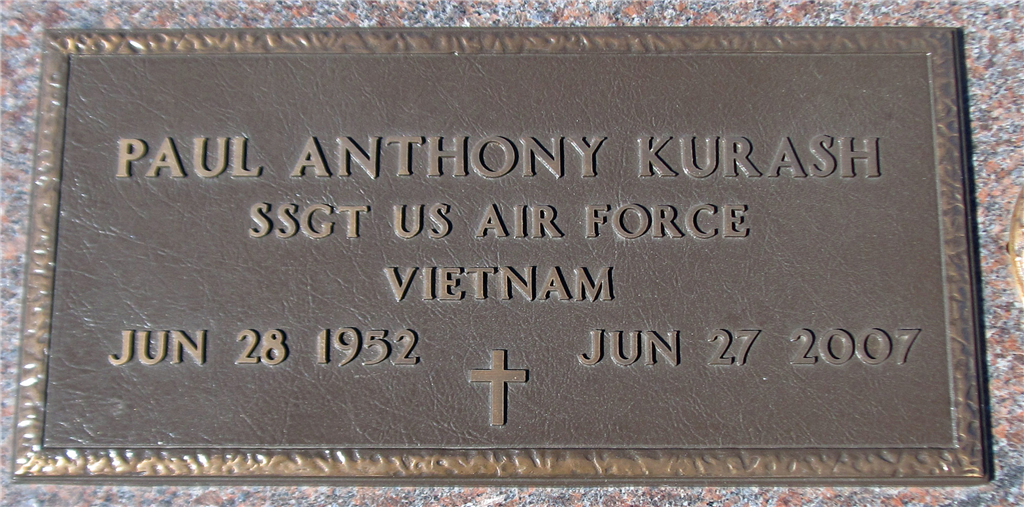 PAUL ANTHONY KURASH
SSGT US AIR FORCE
VIETNAM
JUN 28 1952 JUN 27 2007